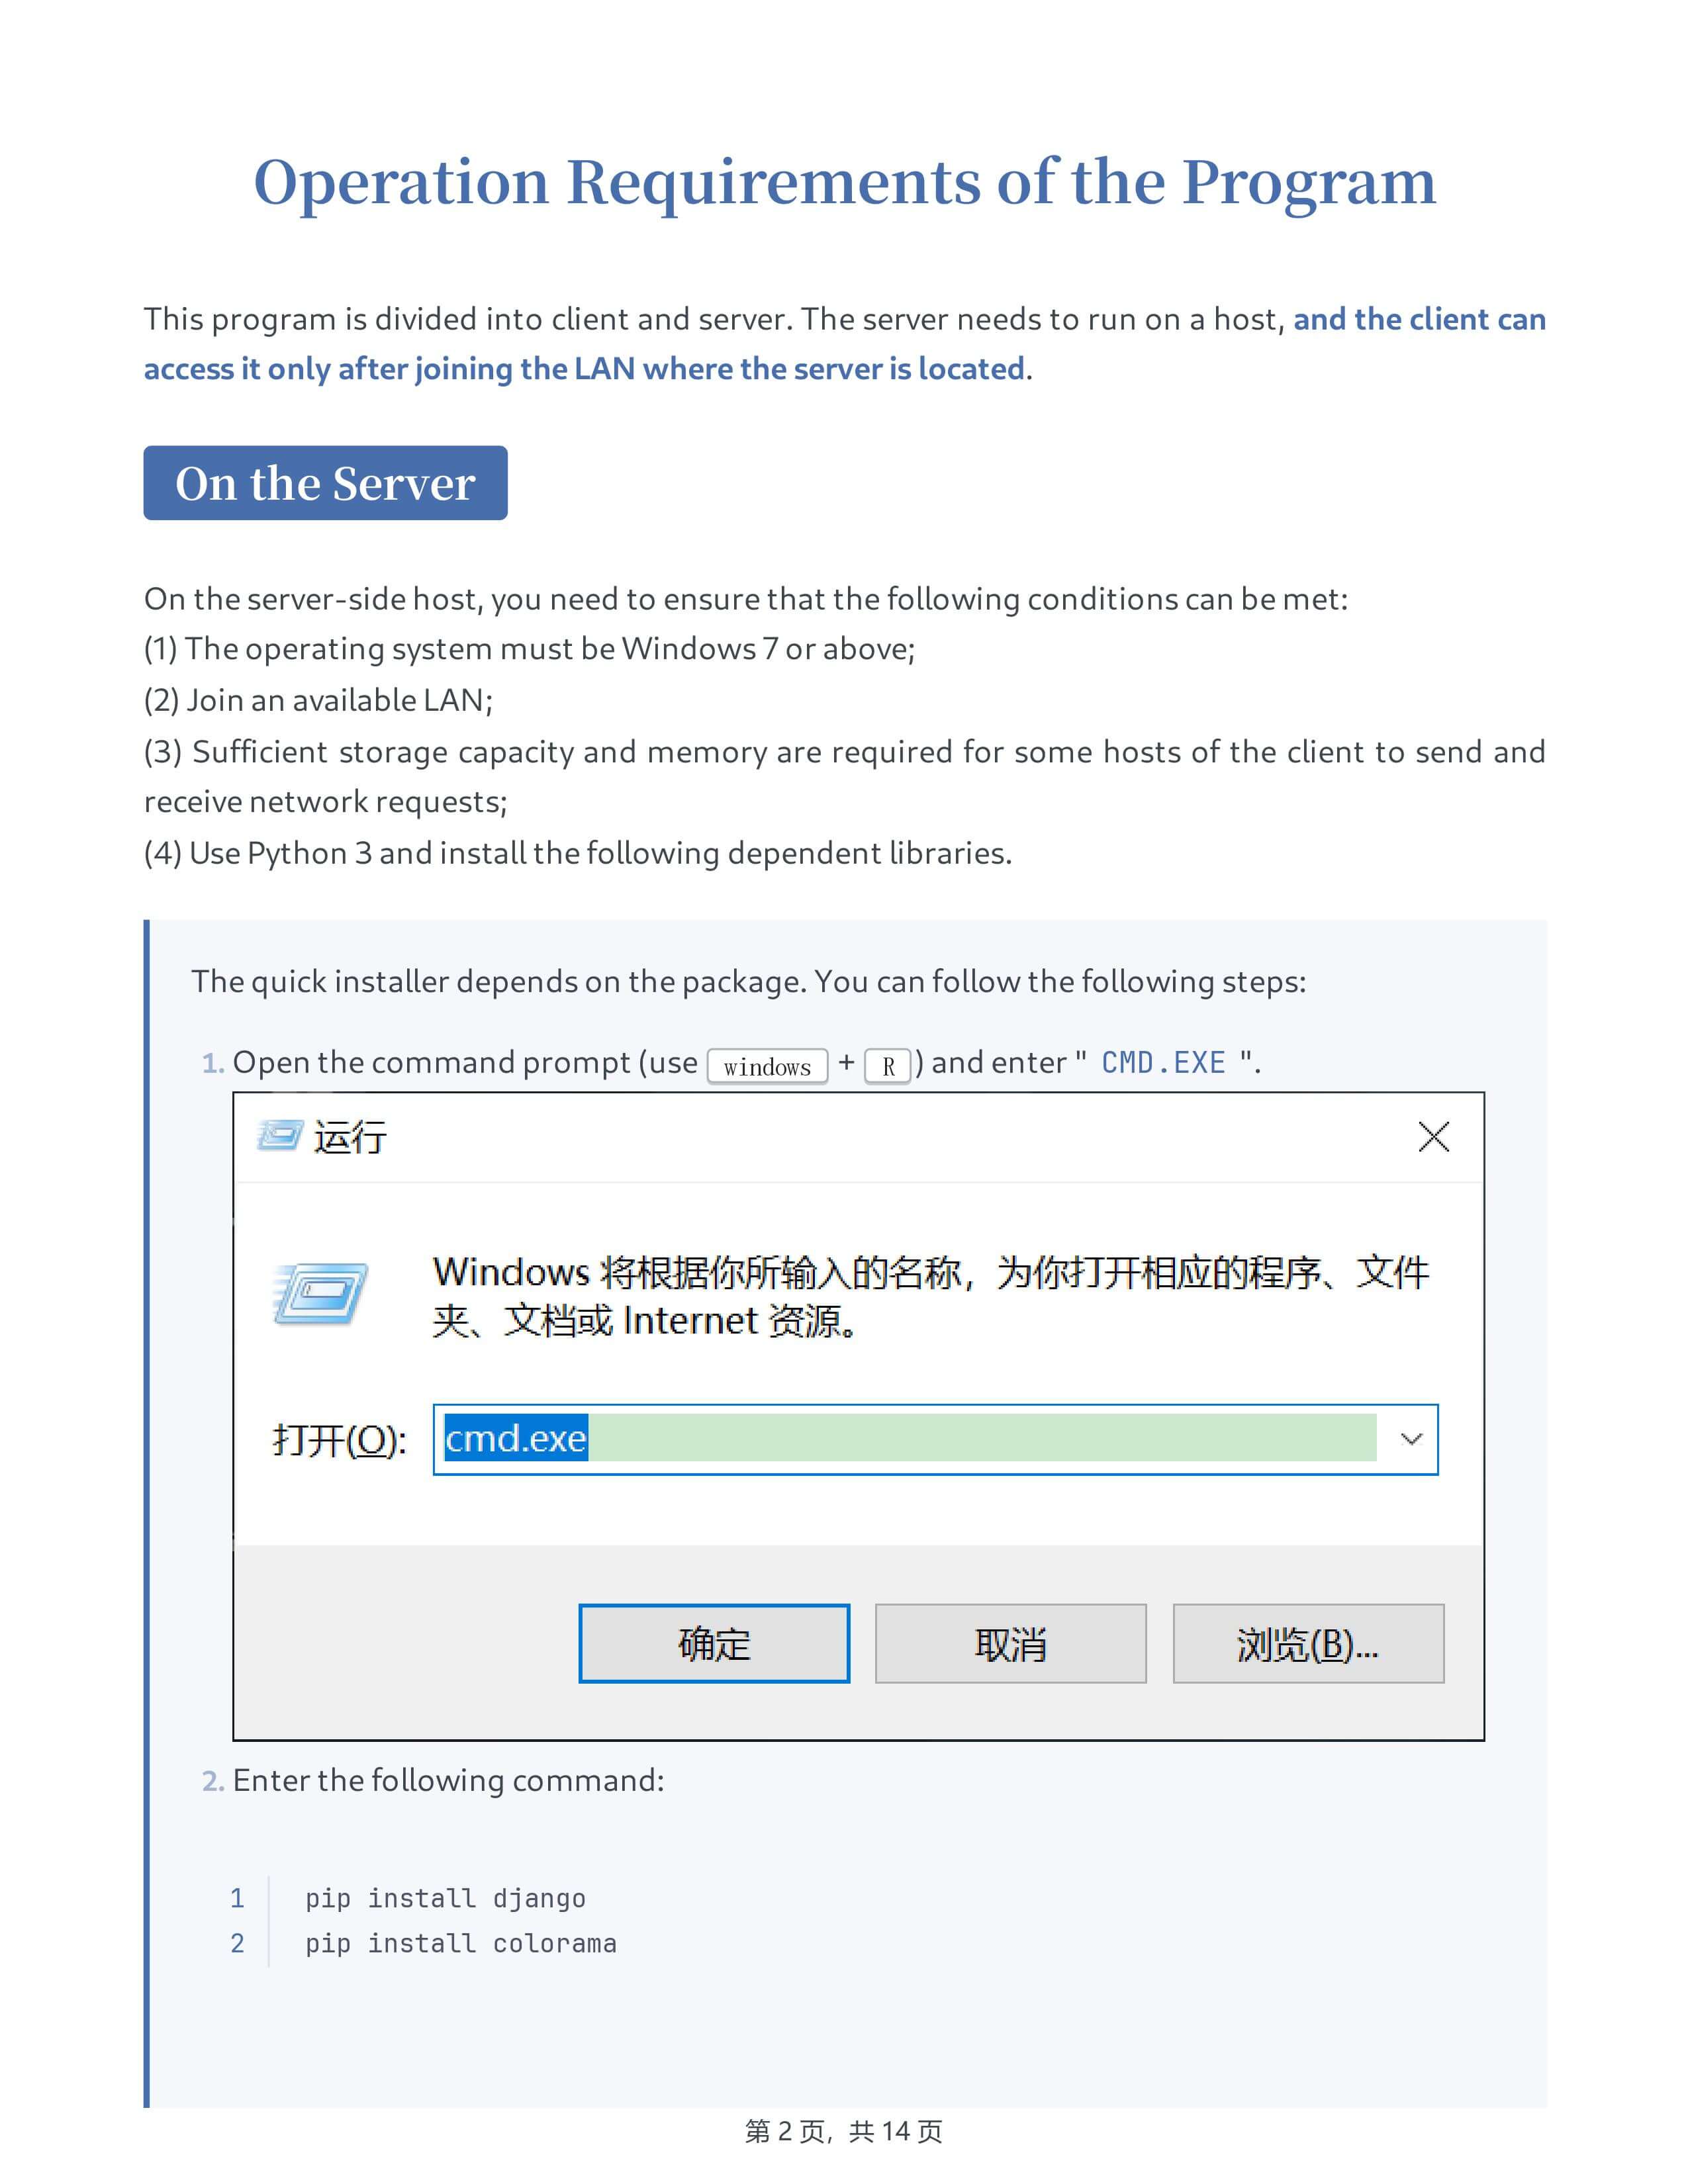 Operation Requirements of the Program
This program is divided into client and server. The server needs to run on a host, and the client can
access it only after joining the LAN where the server is located.
On the Server
On the server-side host, you need to ensure that the following conditions can be met:
(1) The operating system must be Windows 7 or above;
(2) Join an available LAN;
(3) Sufficient storage capacity and memory are required for some hosts of the client to send and
receive network requests;
(4) Use Python 3 and install the following dependent libraries.
The quick installer depends on the package. You can follow the following steps:
1. Open the command prompt (use windows + R ) and enter " CMD.EXE ".
运行
Windows 将根据你所输入的名称，为你打开相应的程序、文件
夹、文档或 Internet 资源。
打开(O): cmd.exe
确定 取消 浏览(B)...
2. Enter the following command:
1 pip install django
2 pip install colorama
第 2 页，共 14 页